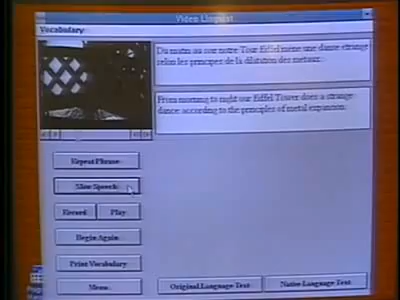 Video Linguist
Vocabulary
Du matin au soir notre Tour Eiffel mène une danse étrange
selon les principes de la dilatation des metaux.
From morning to night our Eiffel Tower does a strange
dance according to the principles of metal expansion.
Repeat Phrase
Slow Speech
Record
Play
Begin Again
Print Vocabulary
Menu
Original Language Text
Native Language Text